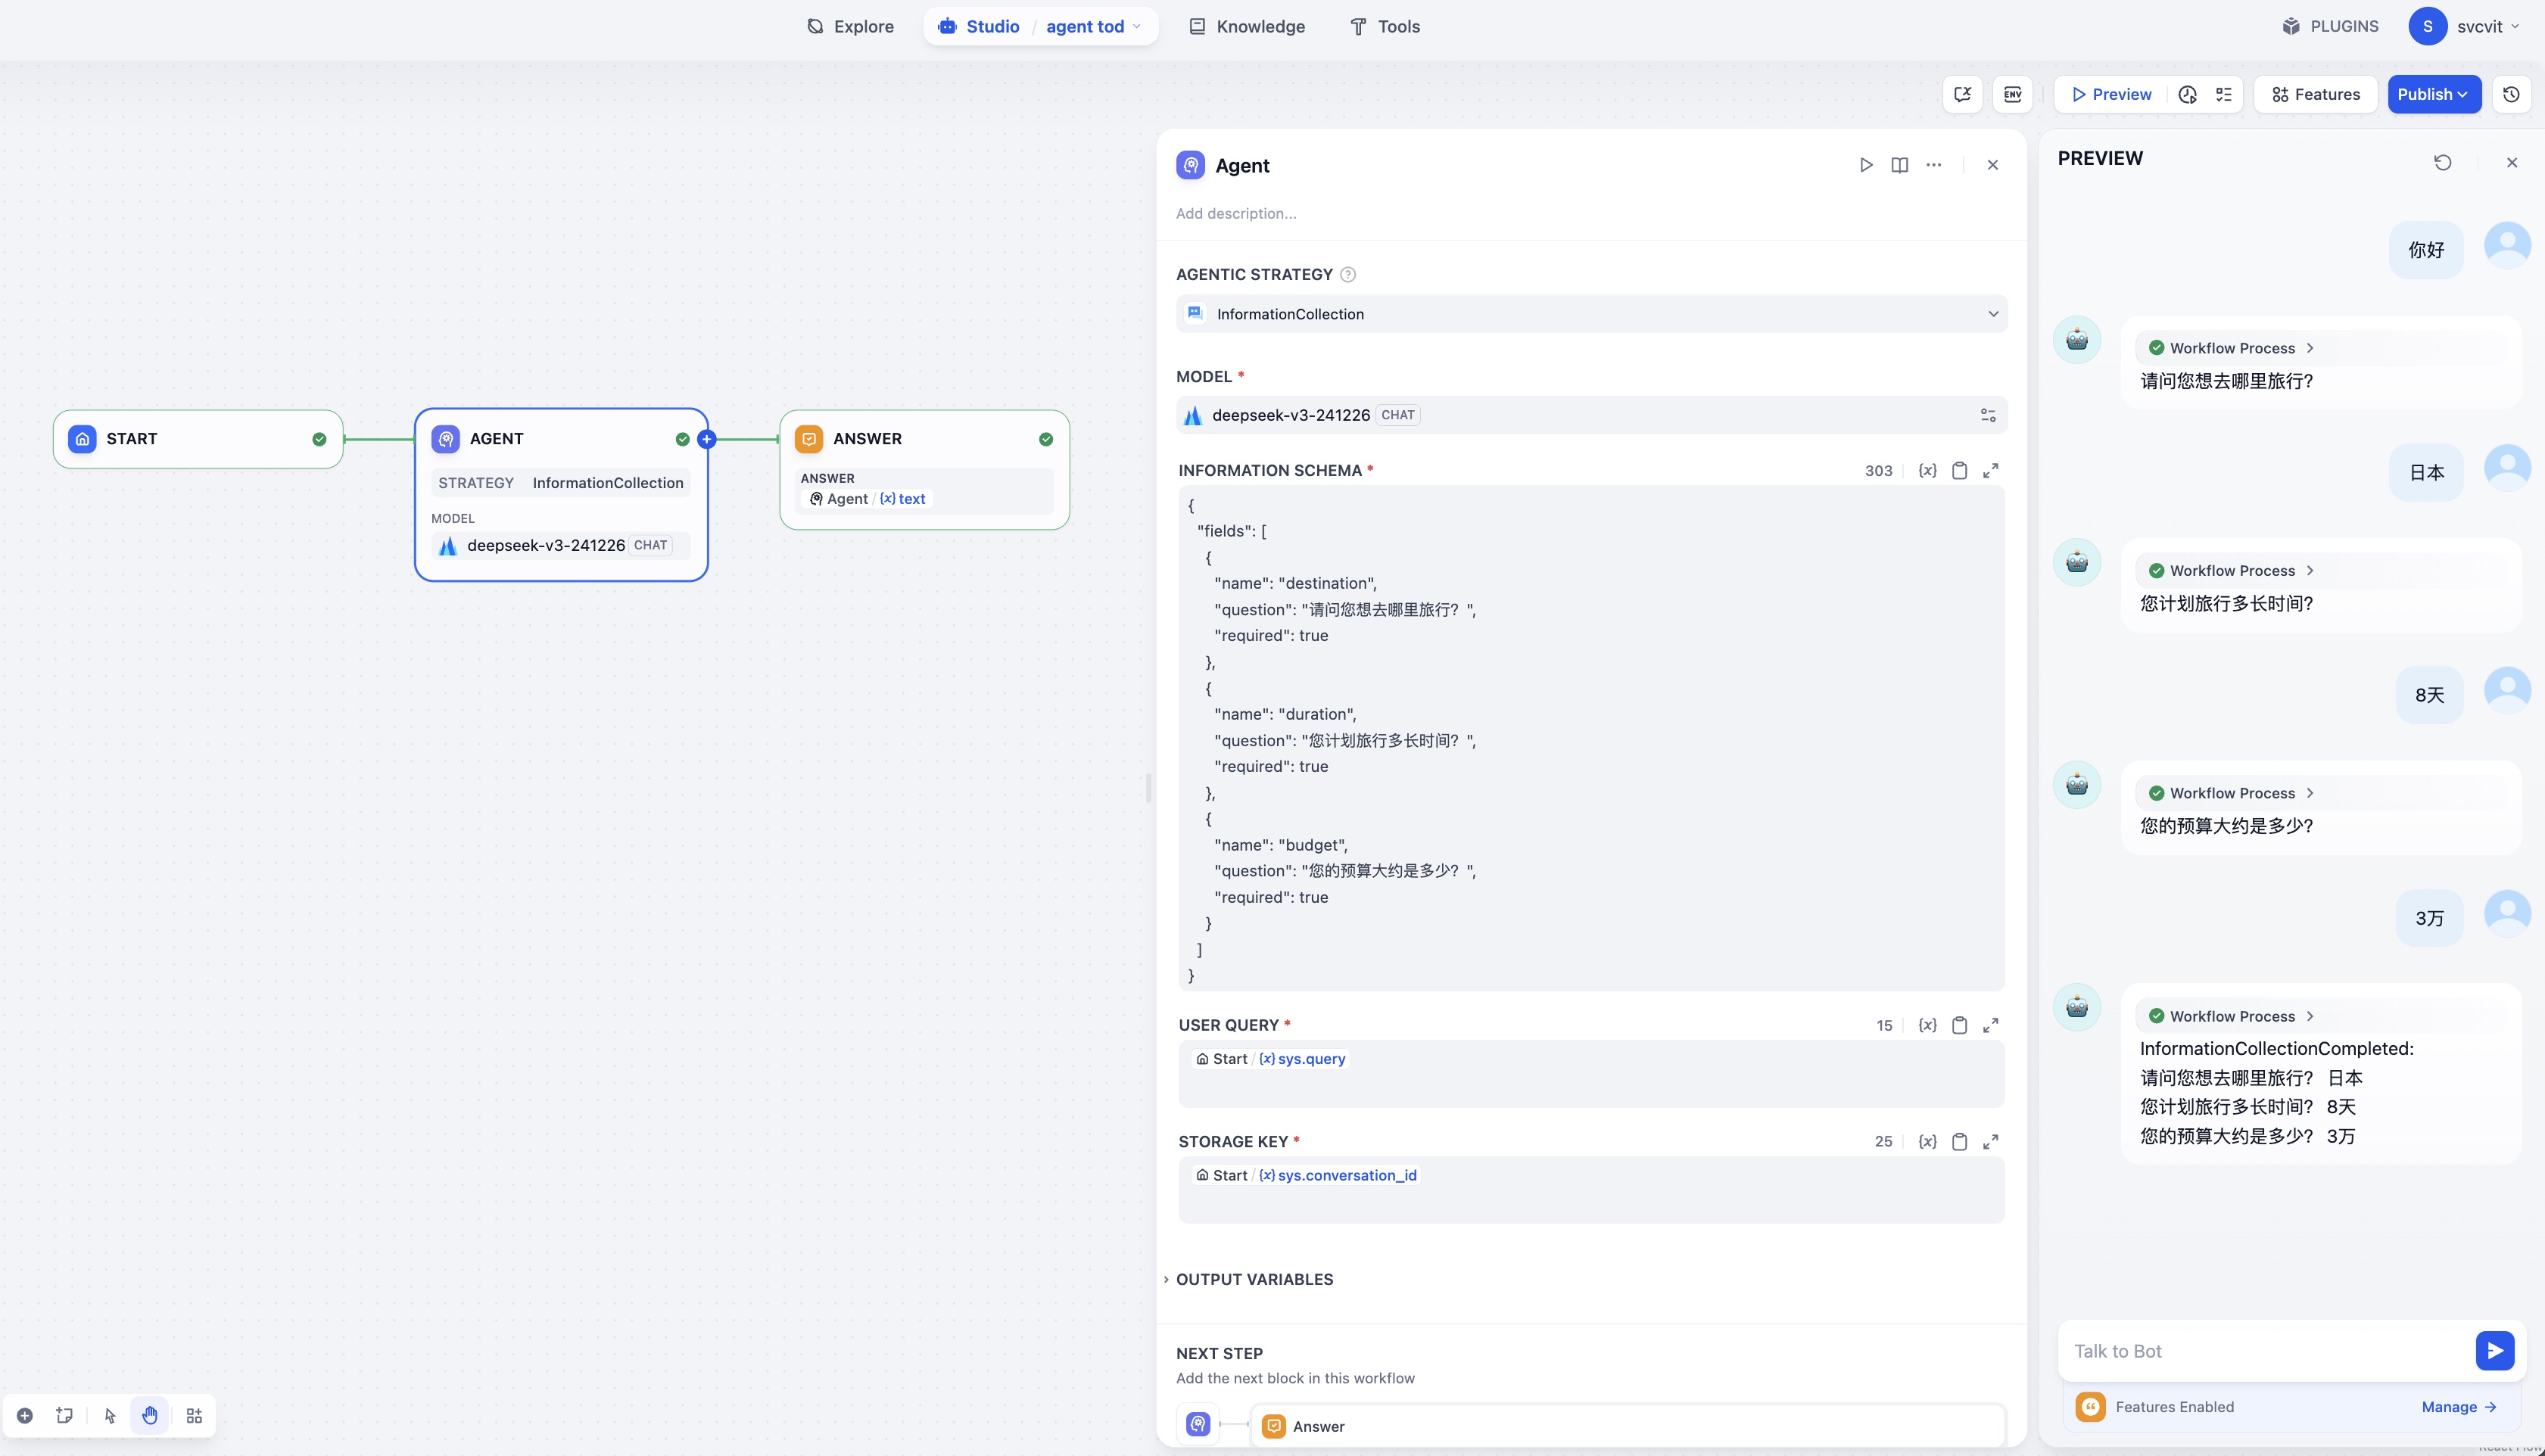 Explore
Studio / agent tod
Knowledge
Tools
PLUGINS
S
svcvit
ENV
Preview
Features
Publish
START
AGENT
STRATEGY InformationCollection
MODEL
deepseek-v3-241226 CHAT
ANSWER
ANSWER
Agent / {x} text
Agent
Add description...
AGENTIC STRATEGY ?
InformationCollection
MODEL *
deepseek-v3-241226 CHAT
INFORMATION SCHEMA * 303 {x}
{
"fields": [
{
"name": "destination",
"question": "请问您想去哪里旅行？",
"required": true
},
{
"name": "duration",
"question": "您计划旅行多长时间？",
"required": true
},
{
"name": "budget",
"question": "您的预算大约是多少？",
"required": true
}
]
}
USER QUERY * 15 {x}
Start / {x} sys.query
STORAGE KEY * 25 {x}
Start / {x} sys.conversation_id
OUTPUT VARIABLES
NEXT STEP
Add the next block in this workflow
Answer
PREVIEW
你好
Workflow Process
请问您想去哪里旅行？
日本
Workflow Process
您计划旅行多长时间？
8天
Workflow Process
您的预算大约是多少？
3万
Workflow Process
InformationCollectionCompleted:
请问您想去哪里旅行？ 日本
您计划旅行多长时间？ 8天
您的预算大约是多少？ 3万
Talk to Bot
Features Enabled
Manage →